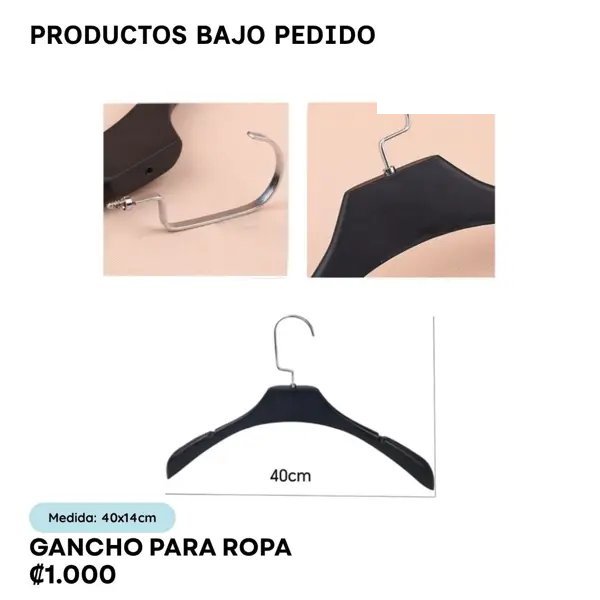 PRODUCTOS BAJO PEDIDO
40cm
Medida: 40x14cm
GANCHO PARA ROPA
₡1.000